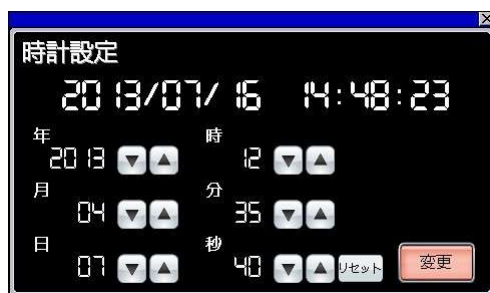 時計設定
2013/07/16 14:48:23
年 時
2013 ▼ ▲ 12 ▼ ▲
月 分
04 ▼ ▲ 35 ▼ ▲
日 秒
07 ▼ ▲ 40 ▼ ▲ リセット 変更